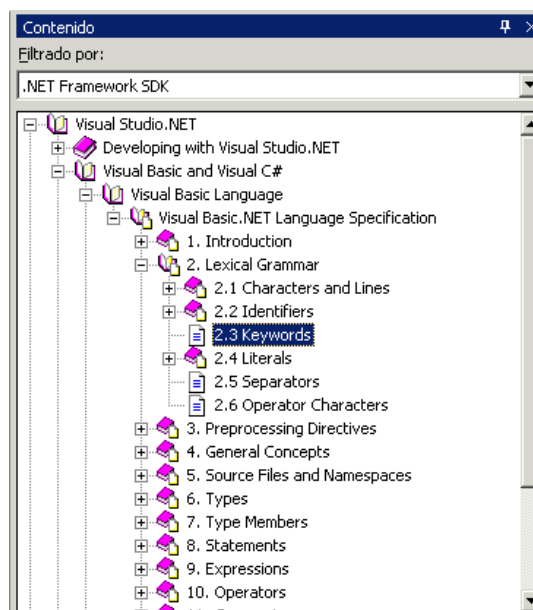 Contenido
Filtrado por:
.NET Framework SDK
Visual Studio.NET
Developing with Visual Studio.NET
Visual Basic and Visual C#
Visual Basic Language
Visual Basic.NET Language Specification
1. Introduction
2. Lexical Grammar
2.1 Characters and Lines
2.2 Identifiers
2.3 Keywords
2.4 Literals
2.5 Separators
2.6 Operator Characters
3. Preprocessing Directives
4. General Concepts
5. Source Files and Namespaces
6. Types
7. Type Members
8. Statements
9. Expressions
10. Operators